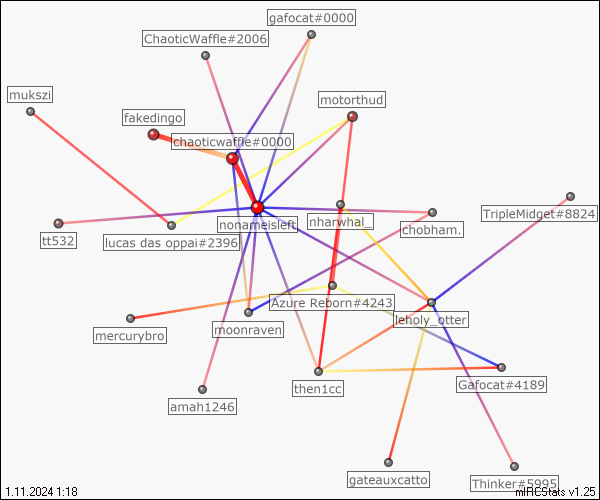 gafocat#0000
ChaoticWaffle#2006
mukszi
motorthud
fakedingo
chaoticwaffle#0000
TripleMidget#8824
nonameisleft
nharwhal_
chobham.
tt532
lucas das oppai#2396
Azure Reborn#4243
leholy_otter
mercurybro
moonraven
then1cc
Gafocat#4189
amah1246
gateauxcatto
Thinker#5995
1.11.2024 1:18
mIRCStats v1.25